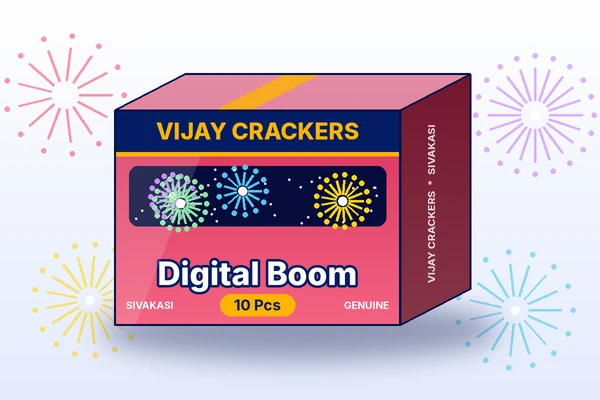 VIJAY CRACKERS
Digital Boom
SIVAKASI
10 Pcs
GENUINE
VIJAY CRACKERS * SIVAKASI